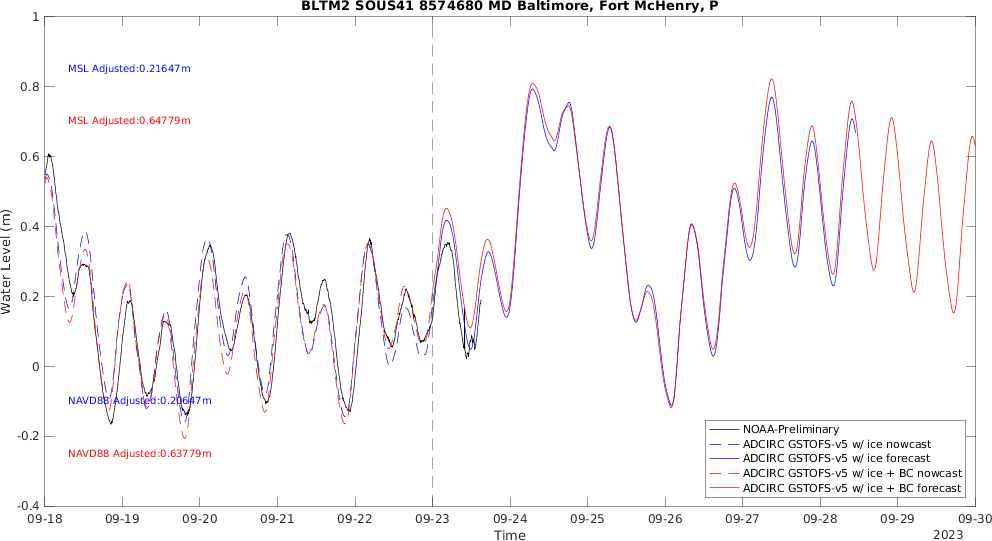 BLTM2 SOUS41 8574680 MD Baltimore, Fort McHenry, P
1
0.8
0.6
0.4
0.2
0
-0.2
-0.4
Water Level (m)
MSL Adjusted:0.21647m
MSL Adjusted:0.64779m
NAVD88 Adjusted:0.20647m
NAVD88 Adjusted:0.63779m
NOAA-Preliminary
ADCIRC GSTOFS-v5 w/ ice nowcast
ADCIRC GSTOFS-v5 w/ ice forecast
ADCIRC GSTOFS-v5 w/ ice + BC nowcast
ADCIRC GSTOFS-v5 w/ ice + BC forecast
09-18 09-19 09-20 09-21 09-22 09-23 09-24 09-25 09-26 09-27 09-28 09-29 09-30
Time
2023